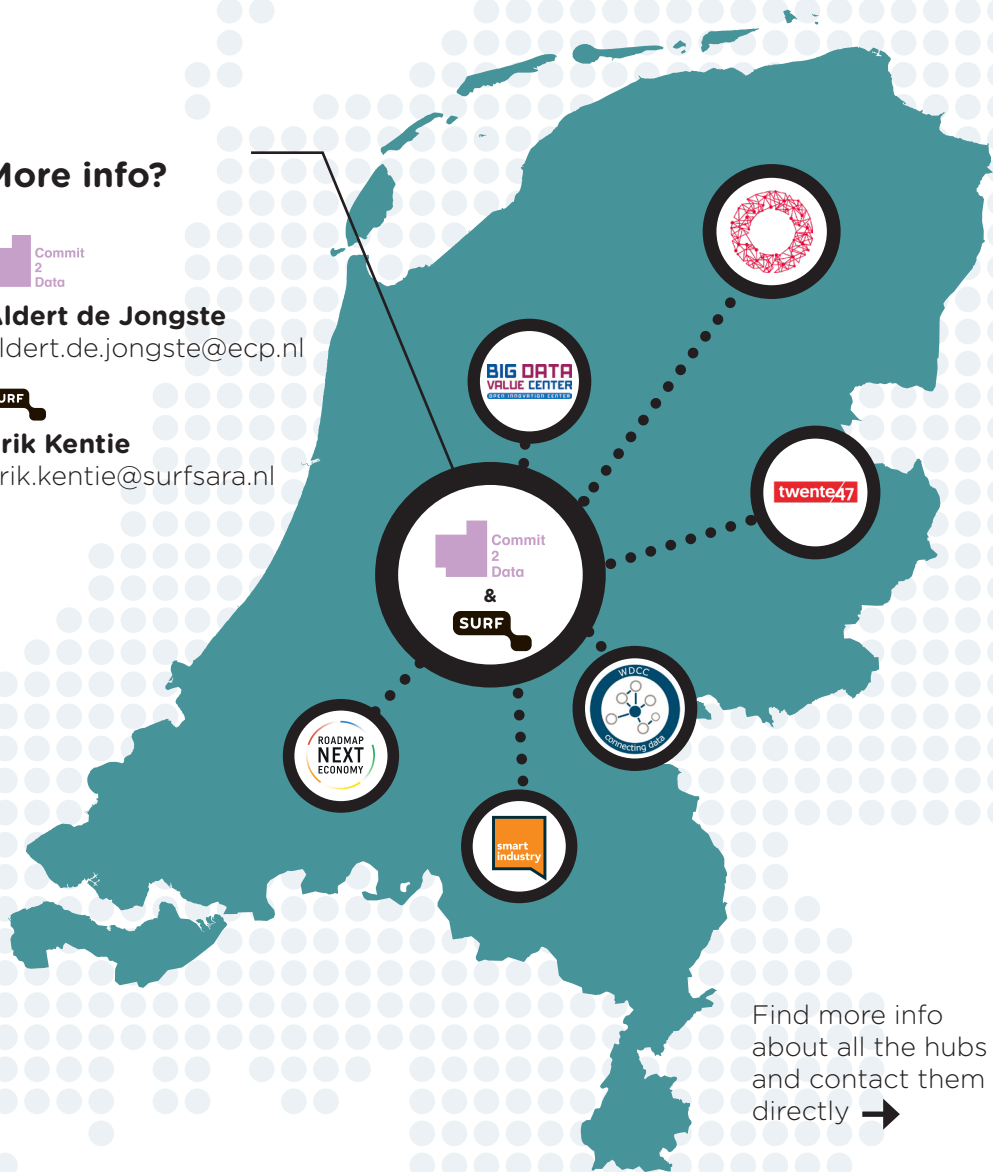 More info?
Commit
2
Data
ldert de Jongste
ldert.de.jongste@ecp.nl
URF
rik Kentie
rik.kentie@surfsara.nl
BIG DATA
VALUE CENTER
OPEN INNOVATION CENTER
twente47
Commit
2
Data
&
SURF
WDCC
connecting data
ROADMAP
NEXT
ECONOMY
smart
industry
Find more info
about all the hubs
and contact them
directly